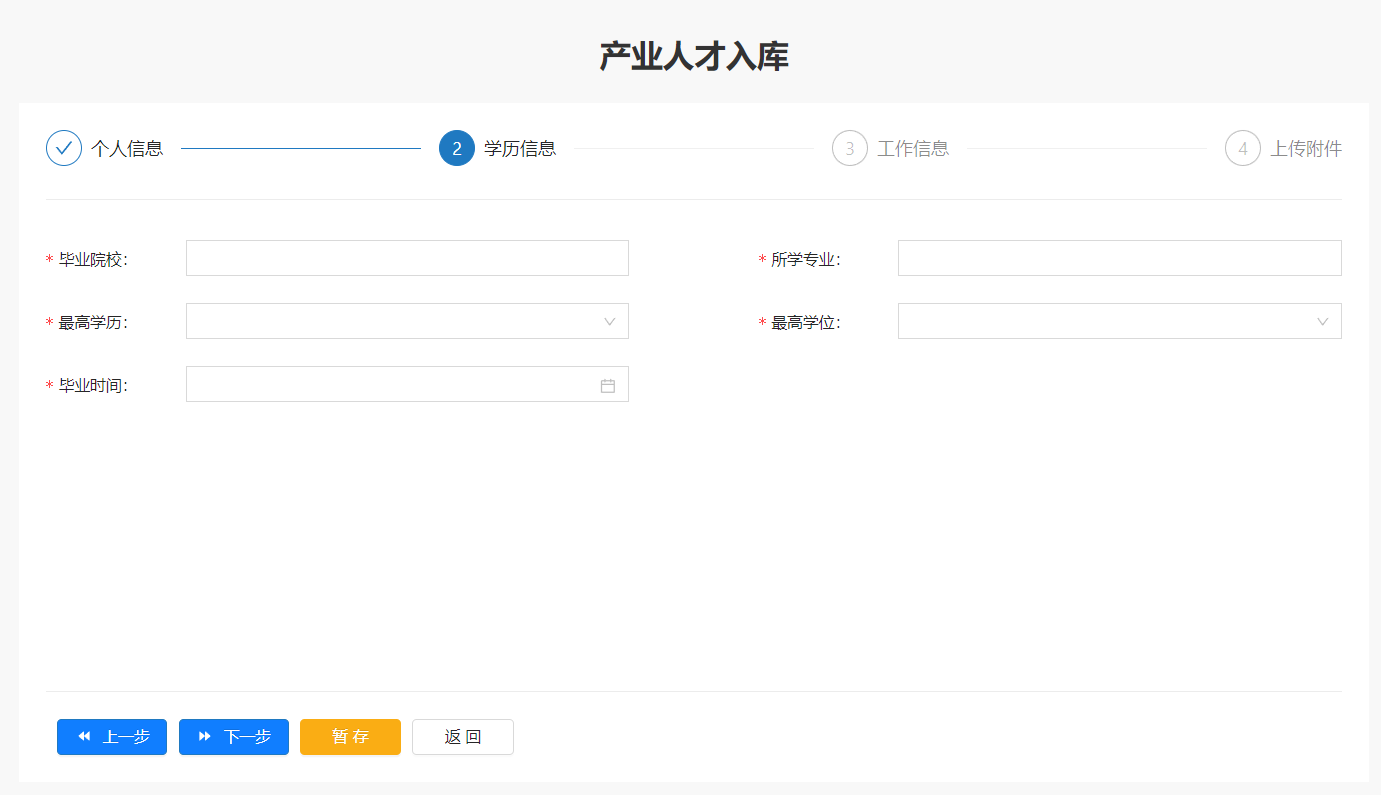 产业人才入库
个人信息 2 学历信息 3 工作信息 4 上传附件
* 毕业院校: * 所学专业:
* 最高学历: * 最高学位:
* 毕业时间:
上一步 下一步 暂 存 返 回